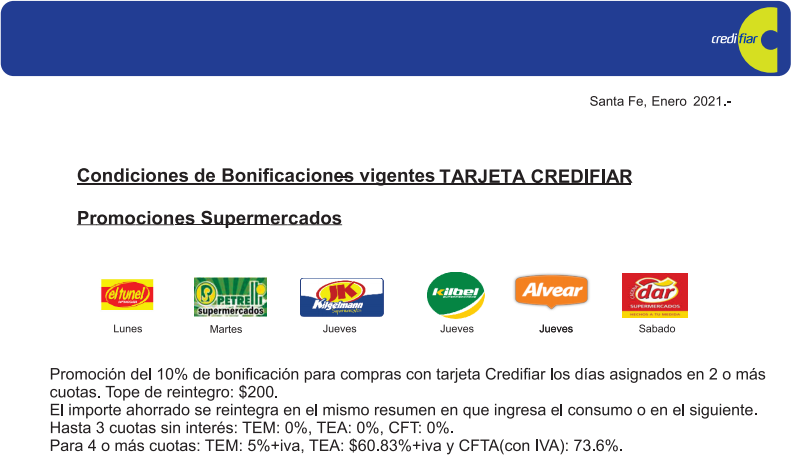 credifiar
Santa Fe, Enero 2021.-
Condiciones de Bonificaciones vigentes TARJETA CREDIFIAR
Promociones Supermercados
el tunel
PETRELLI
supermercados
JK
Kilgelmann
Supermercados
kilbel
Alvear
dar
SUPERMERCADOS
Lunes
Martes
Jueves
Jueves
Jueves
Sabado
Promoción del 10% de bonificación para compras con tarjeta Credifiar los días asignados en 2 o más
cuotas. Tope de reintegro: $200.
El importe ahorrado se reintegra en el mismo resumen en que ingresa el consumo o en el siguiente.
Hasta 3 cuotas sin interés: TEM: 0%, TEA: 0%, CFT: 0%.
Para 4 o más cuotas: TEM: 5%+iva, TEA: $60.83%+iva y CFTA(con IVA): 73.6%.